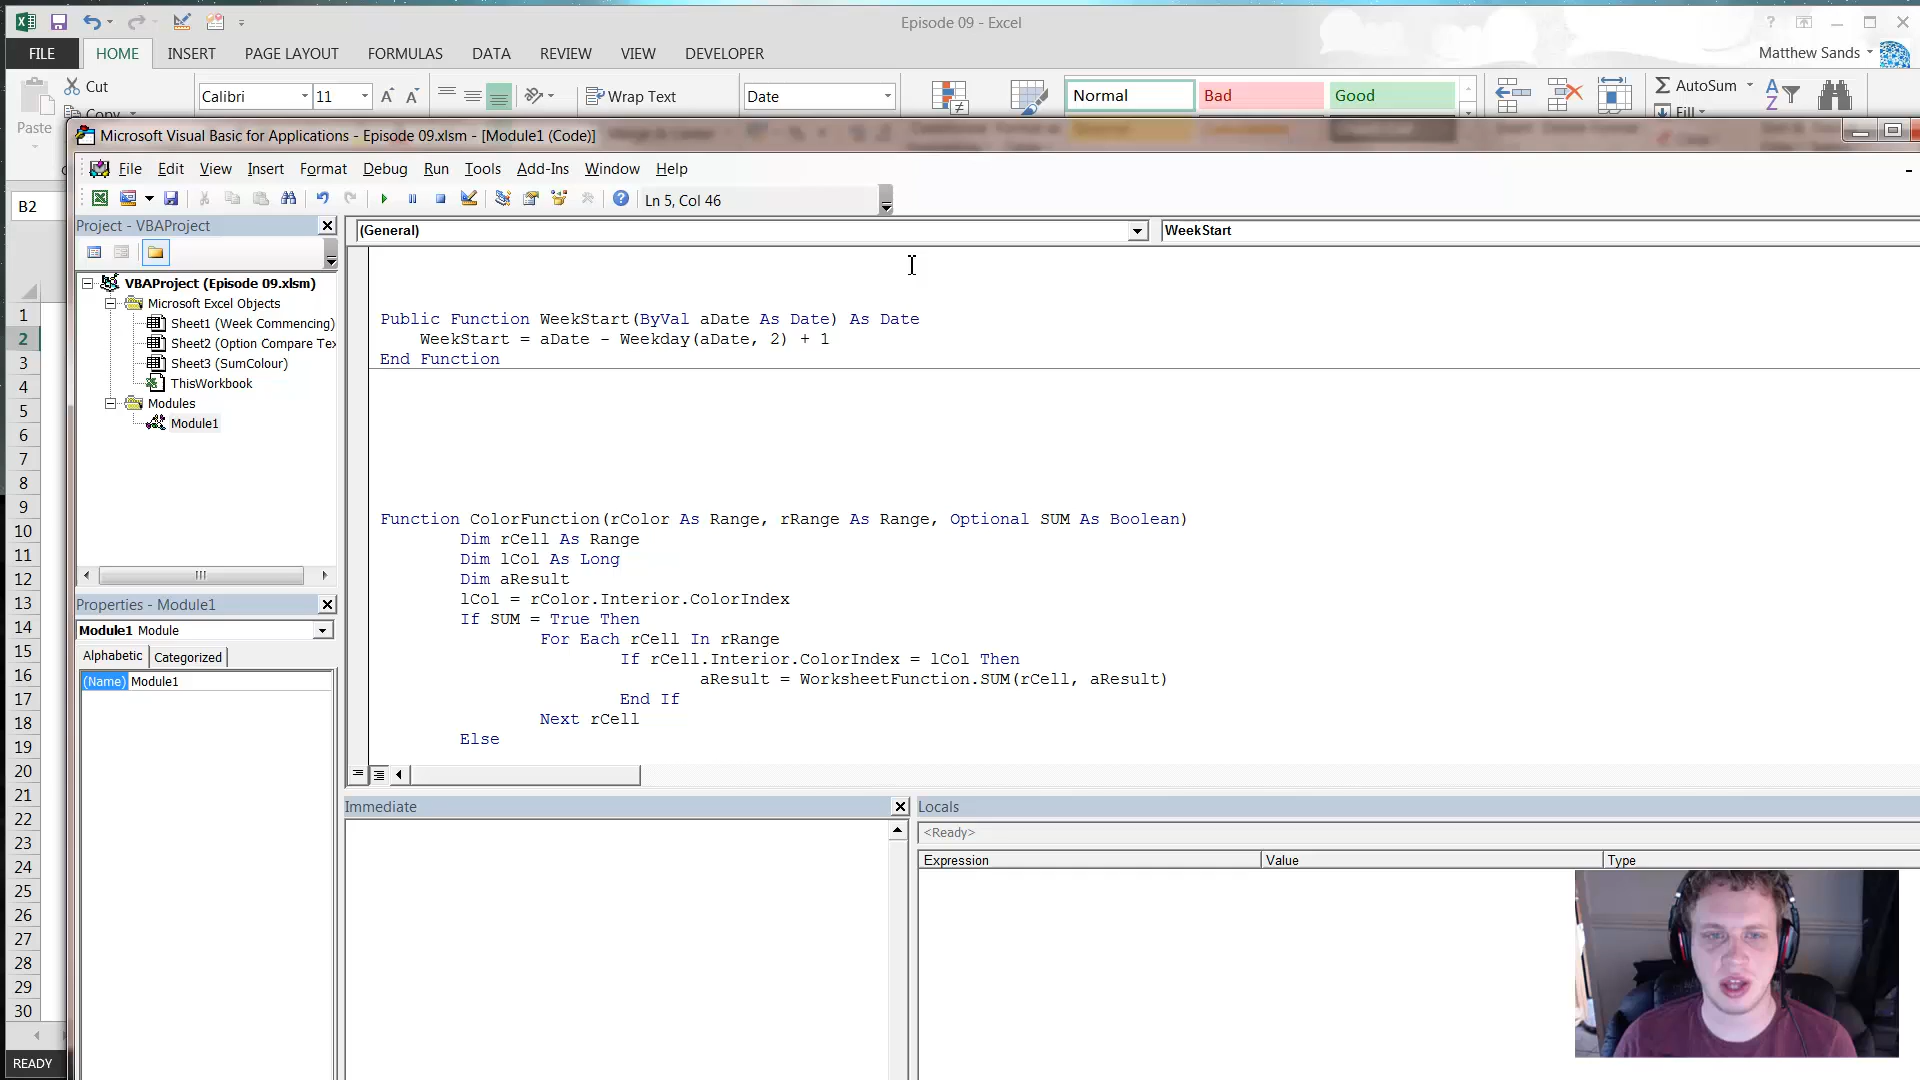 Episode 09 - Excel
FILE HOME INSERT PAGE LAYOUT FORMULAS DATA REVIEW VIEW DEVELOPER
Matthew Sands
Cut
Copy
Paste
Calibri 11
Wrap Text
Date
Normal Bad Good
AutoSum
Fill
Microsoft Visual Basic for Applications - Episode 09.xlsm - [Module1 (Code)]
File Edit View Insert Format Debug Run Tools Add-Ins Window Help
Ln 5, Col 46
B2
Project - VBAProject
(General)
WeekStart
VBAProject (Episode 09.xlsm)
Microsoft Excel Objects
Sheet1 (Week Commencing)
Sheet2 (Option Compare Tex
Sheet3 (SumColour)
ThisWorkbook
Modules
Module1
Public Function WeekStart(ByVal aDate As Date) As Date
WeekStart = aDate - Weekday(aDate, 2) + 1
End Function
Function ColorFunction(rColor As Range, rRange As Range, Optional SUM As Boolean)
Dim rCell As Range
Dim lCol As Long
Dim aResult
lCol = rColor.Interior.ColorIndex
If SUM = True Then
For Each rCell In rRange
If rCell.Interior.ColorIndex = lCol Then
aResult = WorksheetFunction.SUM(rCell, aResult)
End If
Next rCell
Else
Properties - Module1
Module1 Module
Alphabetic Categorized
(Name) Module1
Immediate
Locals
<Ready>
Expression Value Type
1
2
3
4
5
6
7
8
9
10
11
12
13
14
15
16
17
18
19
20
21
22
23
24
25
26
27
28
29
30
READY